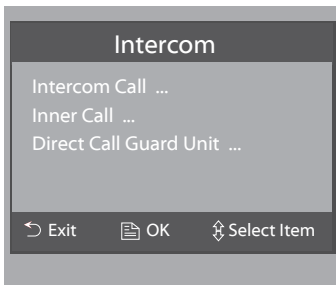 Intercom
Intercom Call ...
Inner Call ...
Direct Call Guard Unit ...
Exit OK Select Item